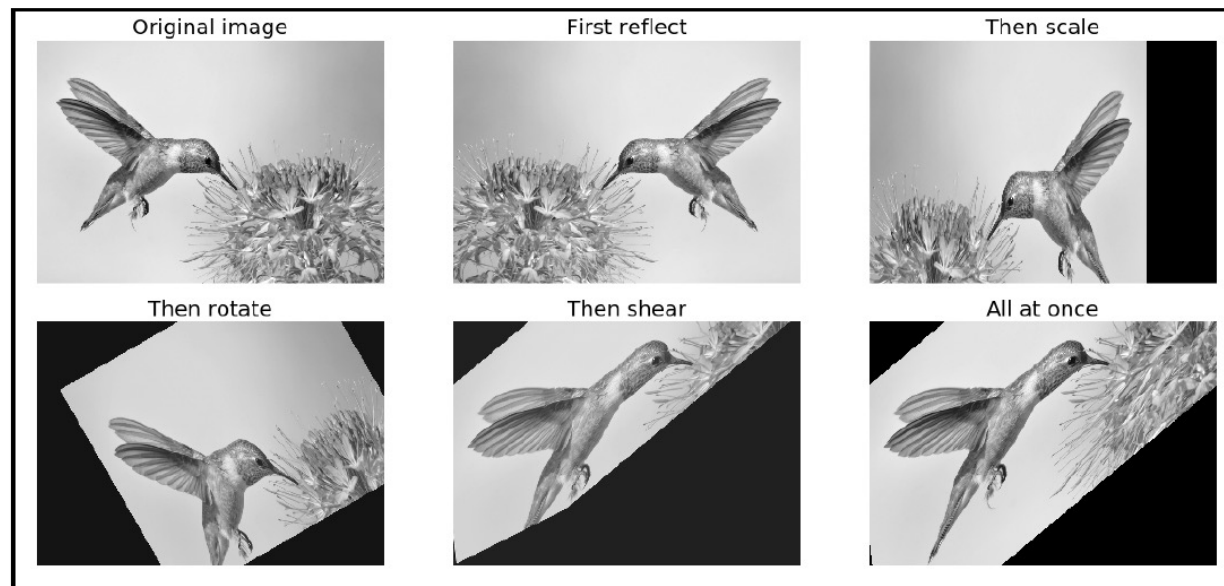 Original image
First reflect
Then scale
Then rotate
Then shear
All at once